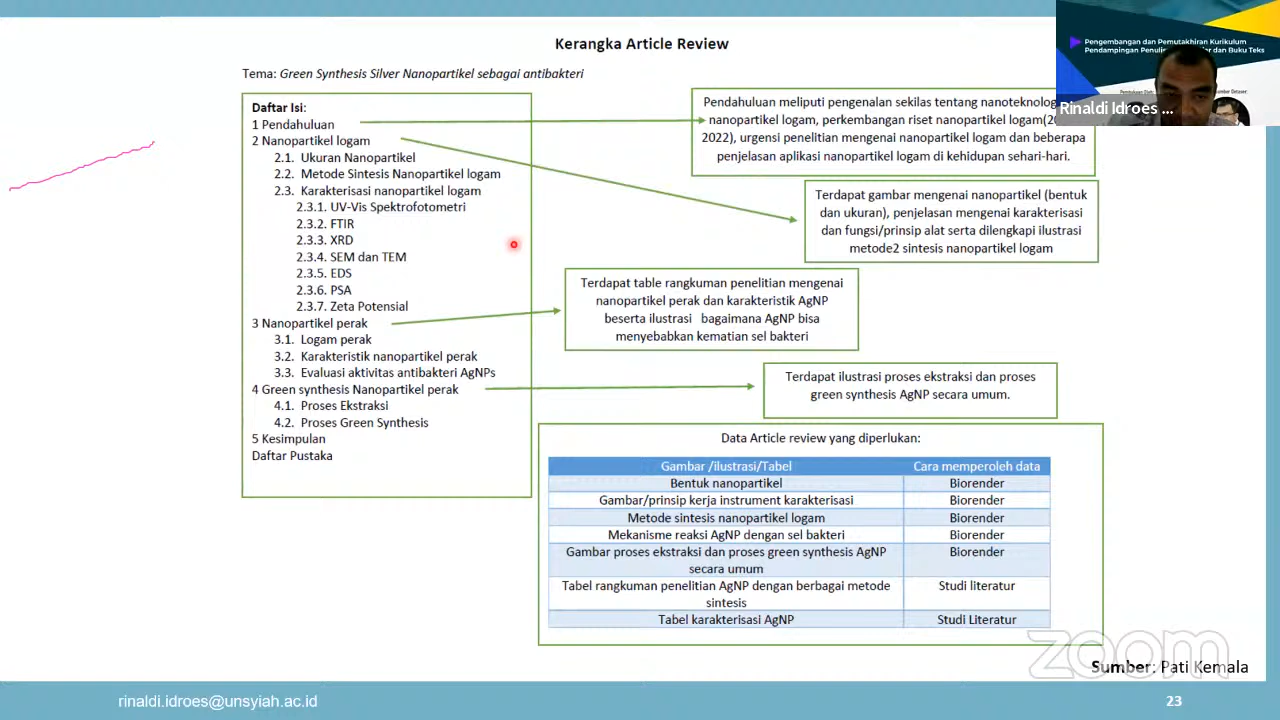 Kerangka Article Review
Tema: Green Synthesis Silver Nanopartikel sebagai antibakteri
Daftar Isi:
1 Pendahuluan
2 Nanopartikel logam
2.1. Ukuran Nanopartikel
2.2. Metode Sintesis Nanopartikel logam
2.3. Karakterisasi nanopartikel logam
2.3.1. UV-Vis Spektrofotometri
2.3.2. FTIR
2.3.3. XRD
2.3.4. SEM dan TEM
2.3.5. EDS
2.3.6. PSA
2.3.7. Zeta Potensial
3 Nanopartikel perak
3.1. Logam perak
3.2. Karakteristik nanopartikel perak
3.3. Evaluasi aktivitas antibakteri AgNPs
4 Green synthesis Nanopartikel perak
4.1. Proses Ekstraksi
4.2. Proses Green Synthesis
5 Kesimpulan
Daftar Pustaka
Pendahuluan meliputi pengenalan sekilas tentang
nanopartikel logam, perkembangan riset nanopartikel
2022), urgensi penelitian mengenai nanopartikel logam dan beberapa
penjelasan aplikasi nanopartikel logam di kehidupan sehari-hari.
Terdapat gambar mengenai nanopartikel (bentuk
dan ukuran), penjelasan mengenai karakterisasi
dan fungsi/prinsip alat serta dilengkapi ilustrasi
metode2 sintesis nanopartikel logam
Terdapat table rangkuman penelitian mengenai
nanopartikel perak dan karakteristik AgNP
beserta ilustrasi bagaimana AgNP bisa
menyebabkan kematian sel bakteri
Terdapat ilustrasi proses ekstraksi dan proses
green synthesis AgNP secara umum.
Data Article review yang diperlukan:
Gambar /ilustrasi/Tabel Cara memperoleh data
Bentuk nanopartikel Biorender
Gambar/prinsip kerja instrument karakterisasi Biorender
Metode sintesis nanopartikel logam Biorender
Mekanisme reaksi AgNP dengan sel bakteri Biorender
Gambar proses ekstraksi dan proses green synthesis AgNP Biorender
secara umum
Tabel rangkuman penelitian AgNP dengan berbagai metode Studi literatur
sintesis
Tabel karakterisasi AgNP Studi Literatur
Sumber: Pati Kemala
zoom
rinaldi.idroes@unsyiah.ac.id
23
Pengembangan dan Pemutakhiran Kurikulum
Pendampingan dan Buku Teks
Rinaldi Idroes ...